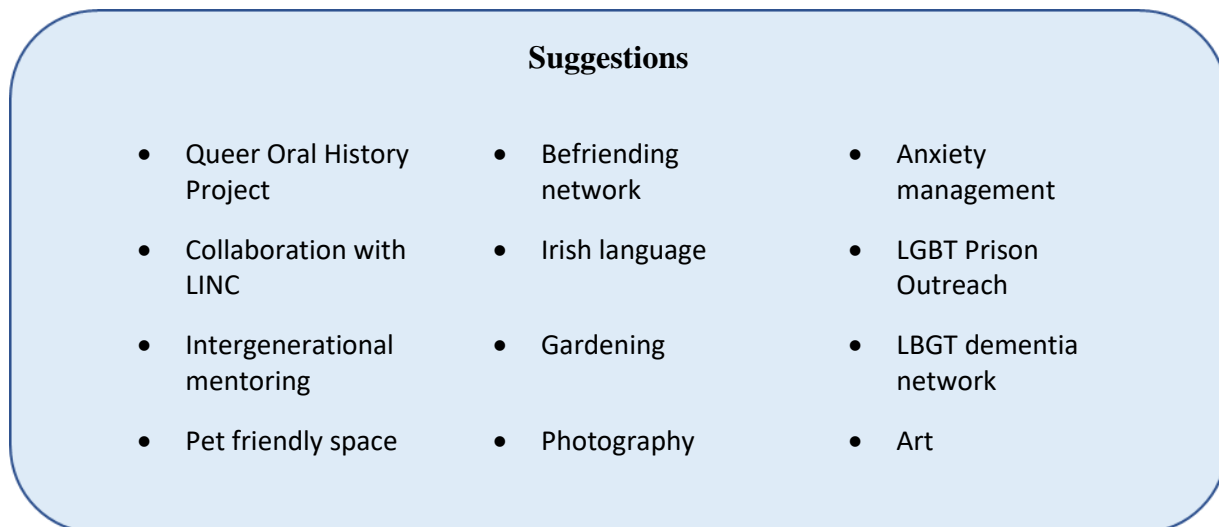 Suggestions
• Queer Oral History
Project
• Collaboration with
LINC
• Intergenerational
mentoring
• Pet friendly space
• Befriending
network
• Irish language
• Gardening
• Photography
• Anxiety
management
• LGBT Prison
Outreach
• LBGT dementia
network
• Art